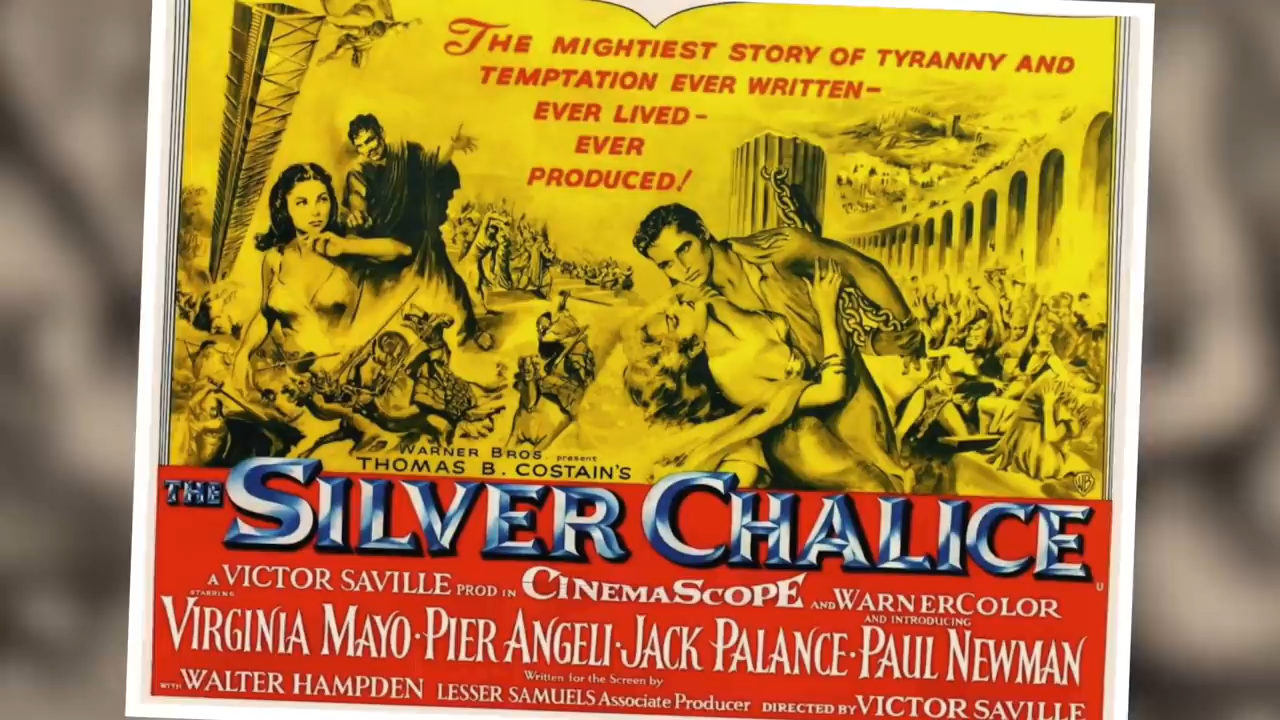 THE MIGHTIEST STORY OF TYRANNY AND
TEMPTATION EVER WRITTEN—
EVER LIVED-
EVER
PRODUCED!
WARNER BROS. present
THOMAS B. COSTAIN'S
WB
THE SILVER CHALICE
A VICTOR SAVILLE PROD IN CINEMASCOPE AND WARNERCOLOR
U
STARRING
AND INTRODUCING
VIRGINIA MAYO·PIER ANGELI·JACK PALANCE·PAUL NEWMAN
Written for the Screen by
WITH WALTER HAMPDEN LESSER SAMUELS Associate Producer DIRECTED BY VICTOR SAVILLE